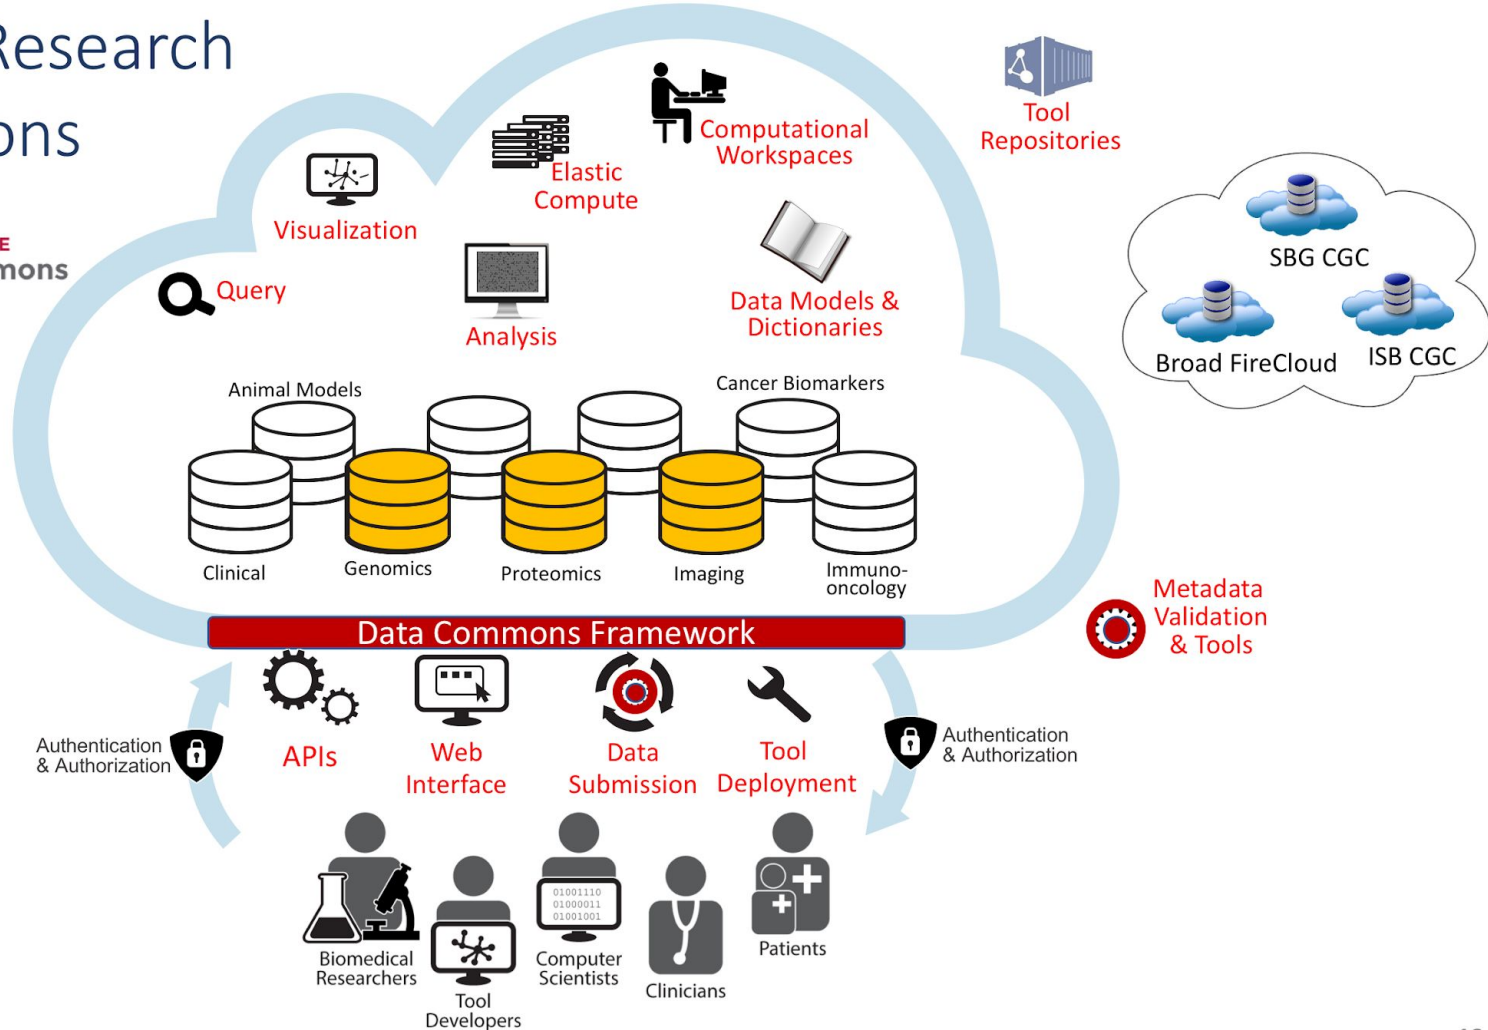 Research
ons
E
mons
Computational
Workspaces
Tool
Repositories
Elastic
Compute
Visualization
Query
Analysis
Data Models &
Dictionaries
SBG CGC
Broad FireCloud
ISB CGC
Animal Models
Cancer Biomarkers
Clinical
Genomics
Proteomics
Imaging
Immuno-
oncology
Data Commons Framework
Metadata
Validation
& Tools
Authentication
& Authorization
APIs
Web
Interface
Data
Submission
Tool
Deployment
Authentication
& Authorization
01001110
01000011
01001001
Biomedical
Researchers
Tool
Developers
Computer
Scientists
Clinicians
Patients